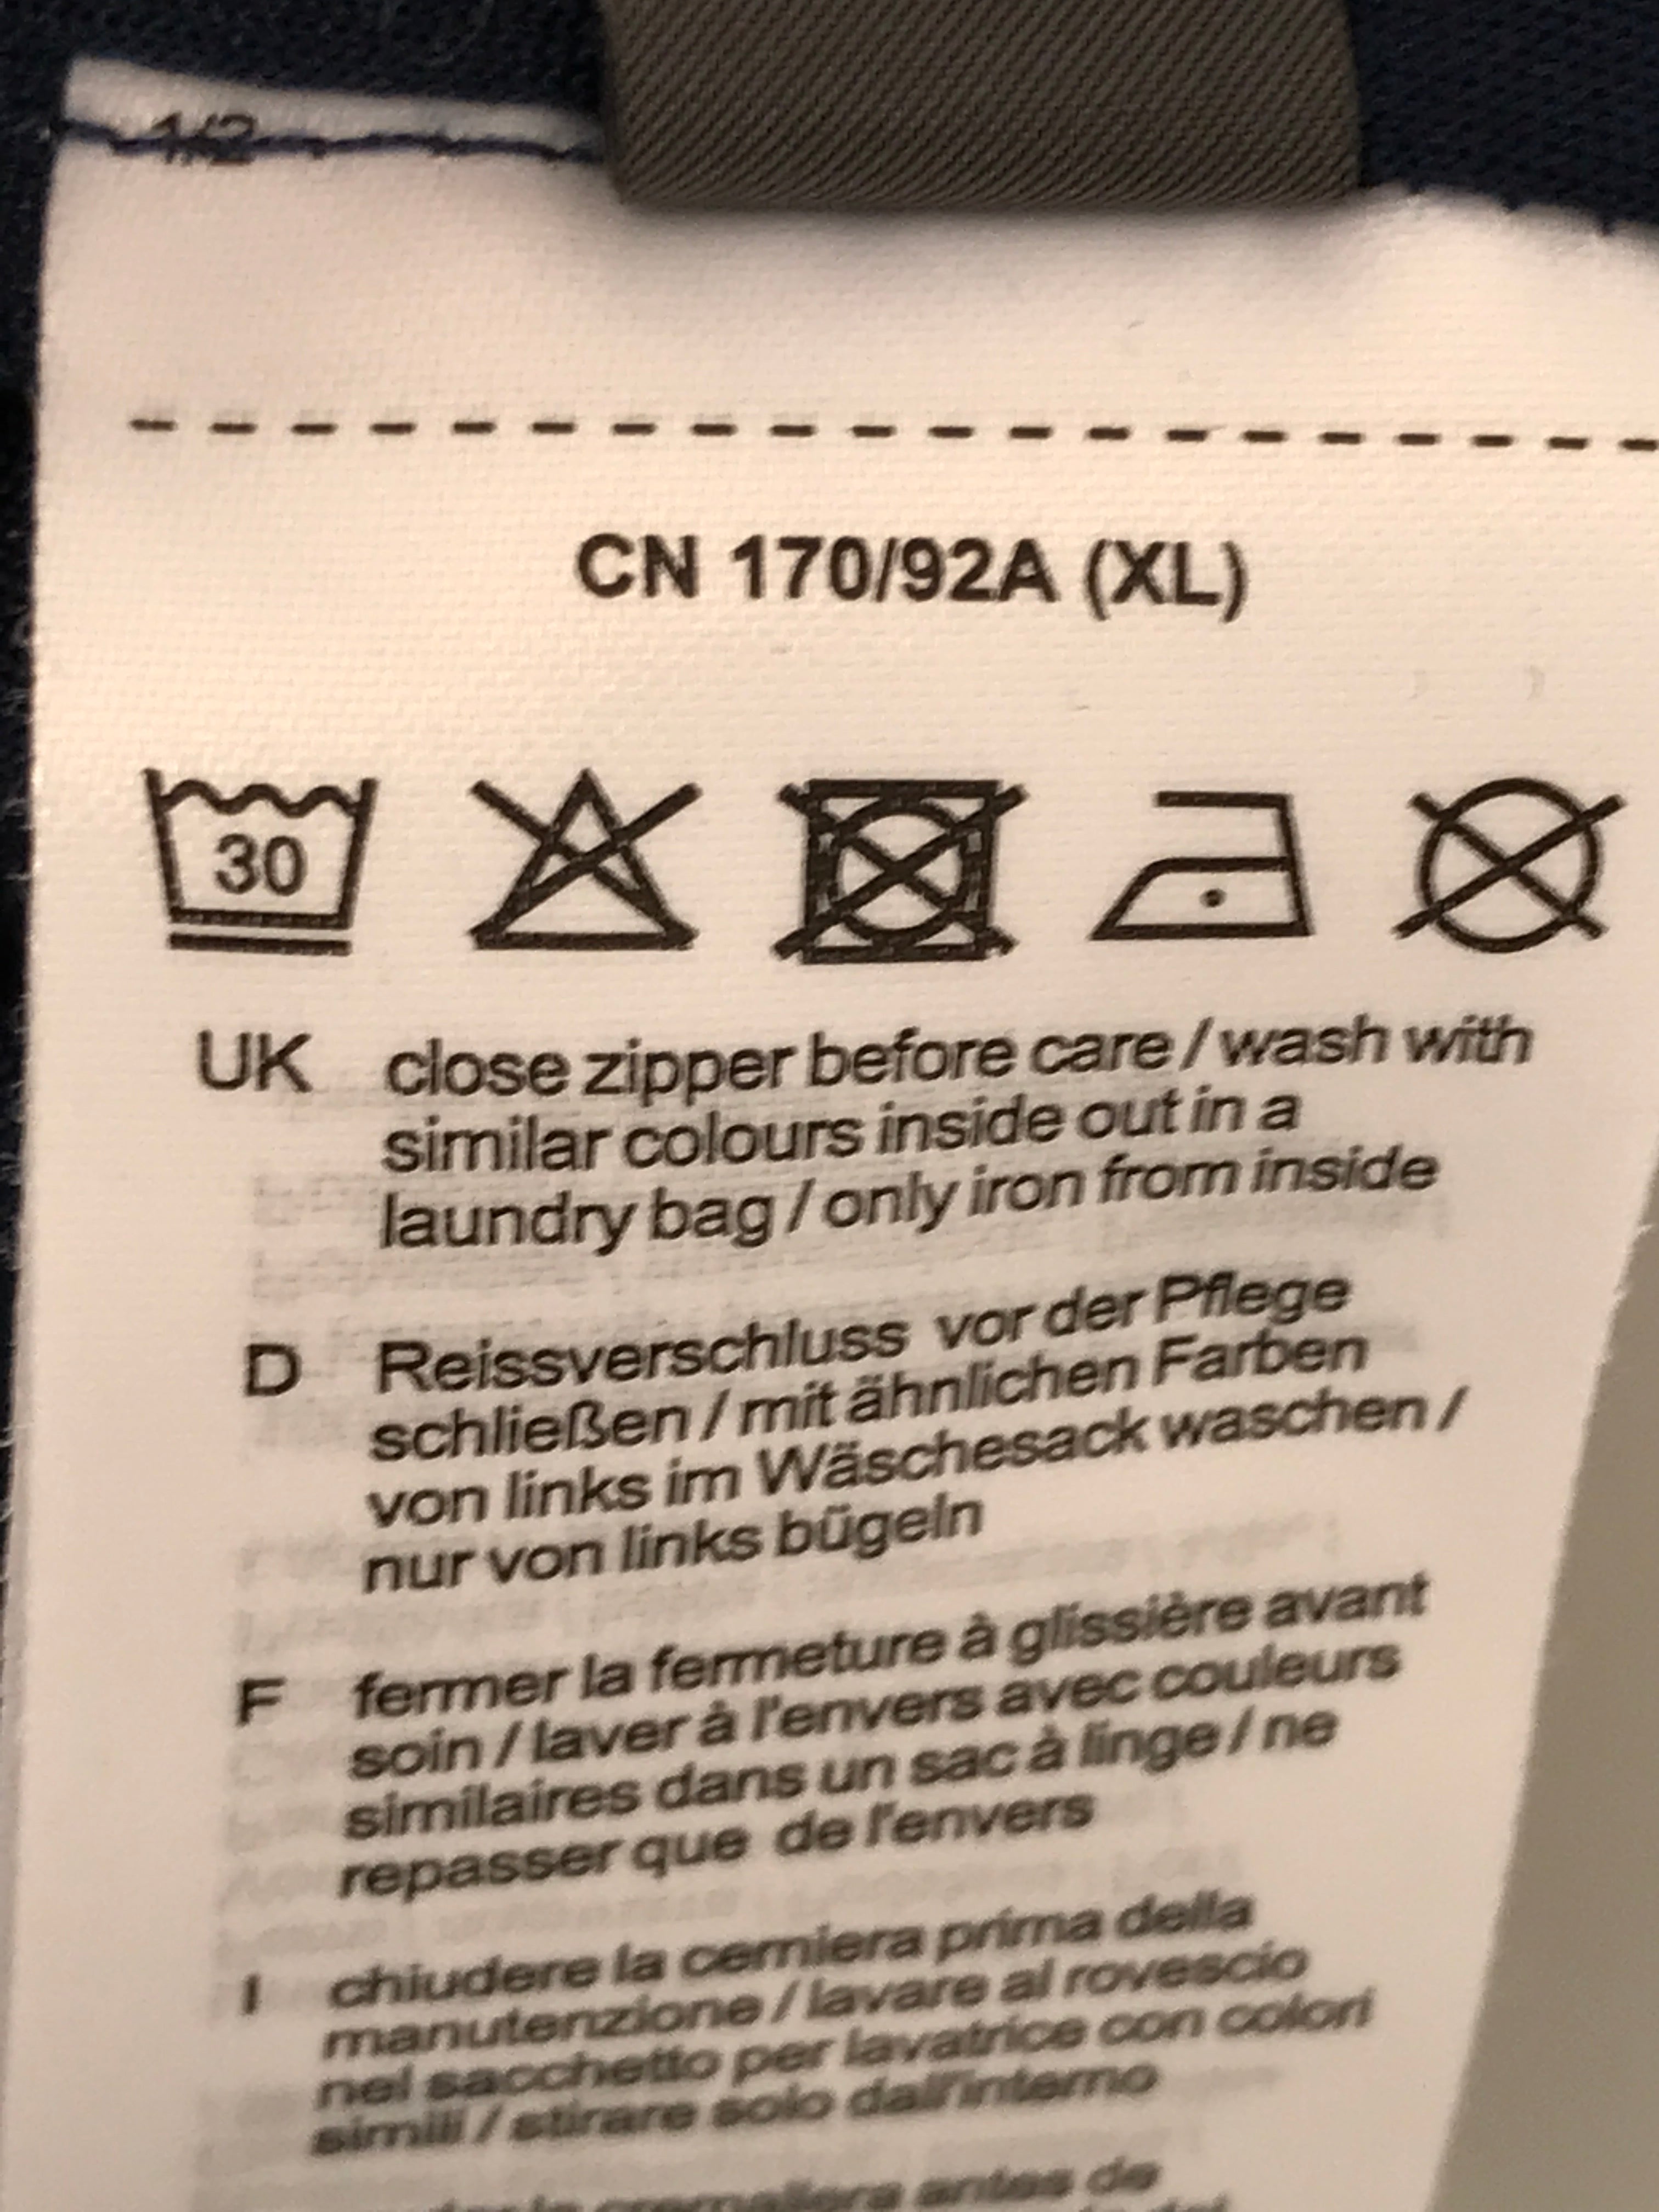 1/2
CN 170/92A (XL)
30
UK close zipper before care / wash with
similar colours inside out in a
laundry bag / only iron from inside
D Reissverschluss vor der Pflege
schließen / mit ähnlichen Farben
von links im Wäschesack waschen /
nur von links bügeln
F fermer la fermeture à glissière avant
soin / laver à l'envers avec couleurs
similaires dans un sac à linge / ne
repasser que de l'envers
I chiudere la cerniera prima della
manutenzione / lavare al rovescio
nel sacchetto per lavatrice con colori
simili / stirare solo dall'interno
la cremallera antes de